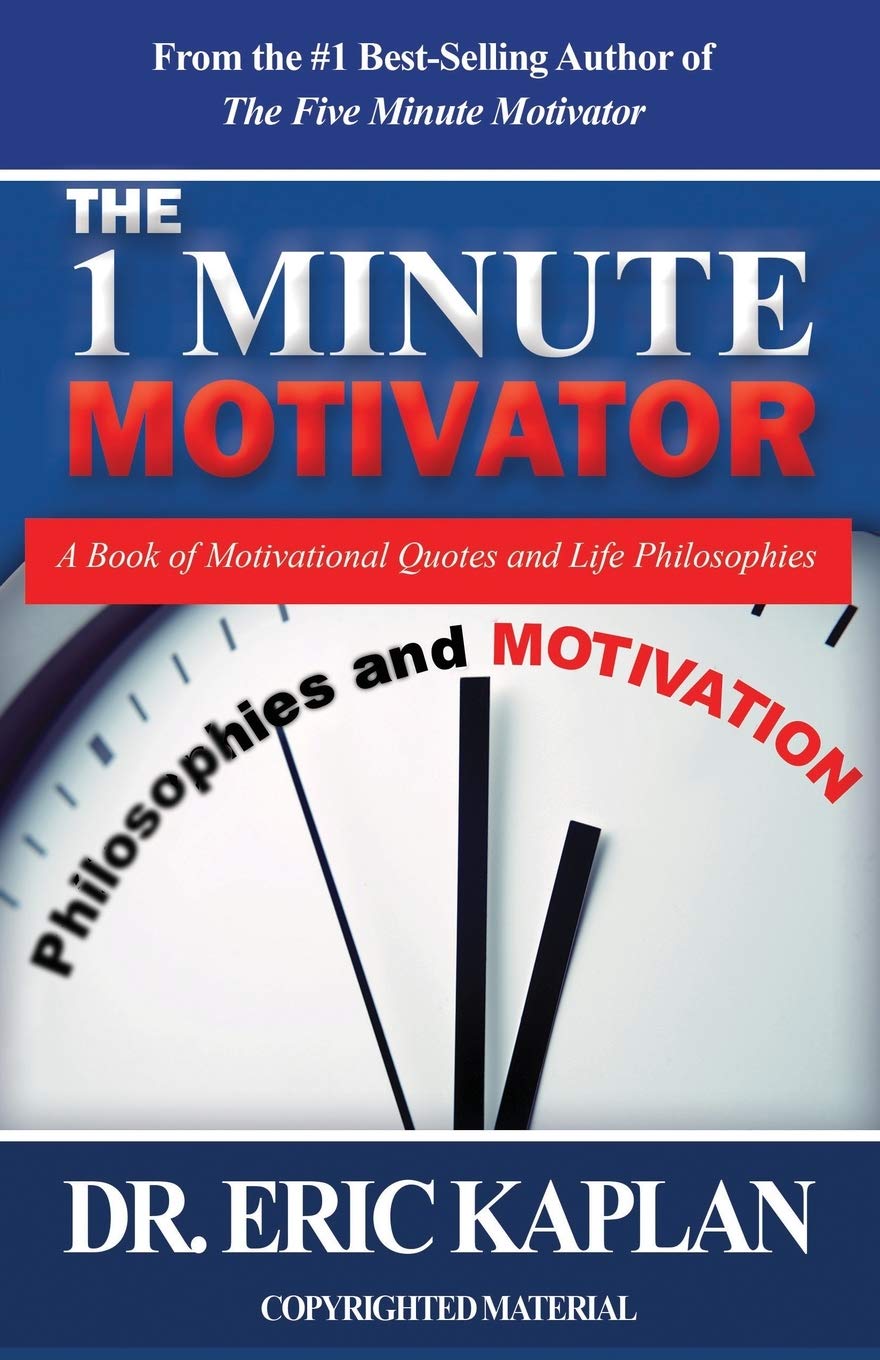 From the #1 Best-Selling Author of
The Five Minute Motivator
THE
1 MINUTE
MOTIVATOR
A Book of Motivational Quotes and Life Philosophies
Philosophies and MOTIVATION
DR. ERIC KAPLAN
COPYRIGHTED MATERIAL